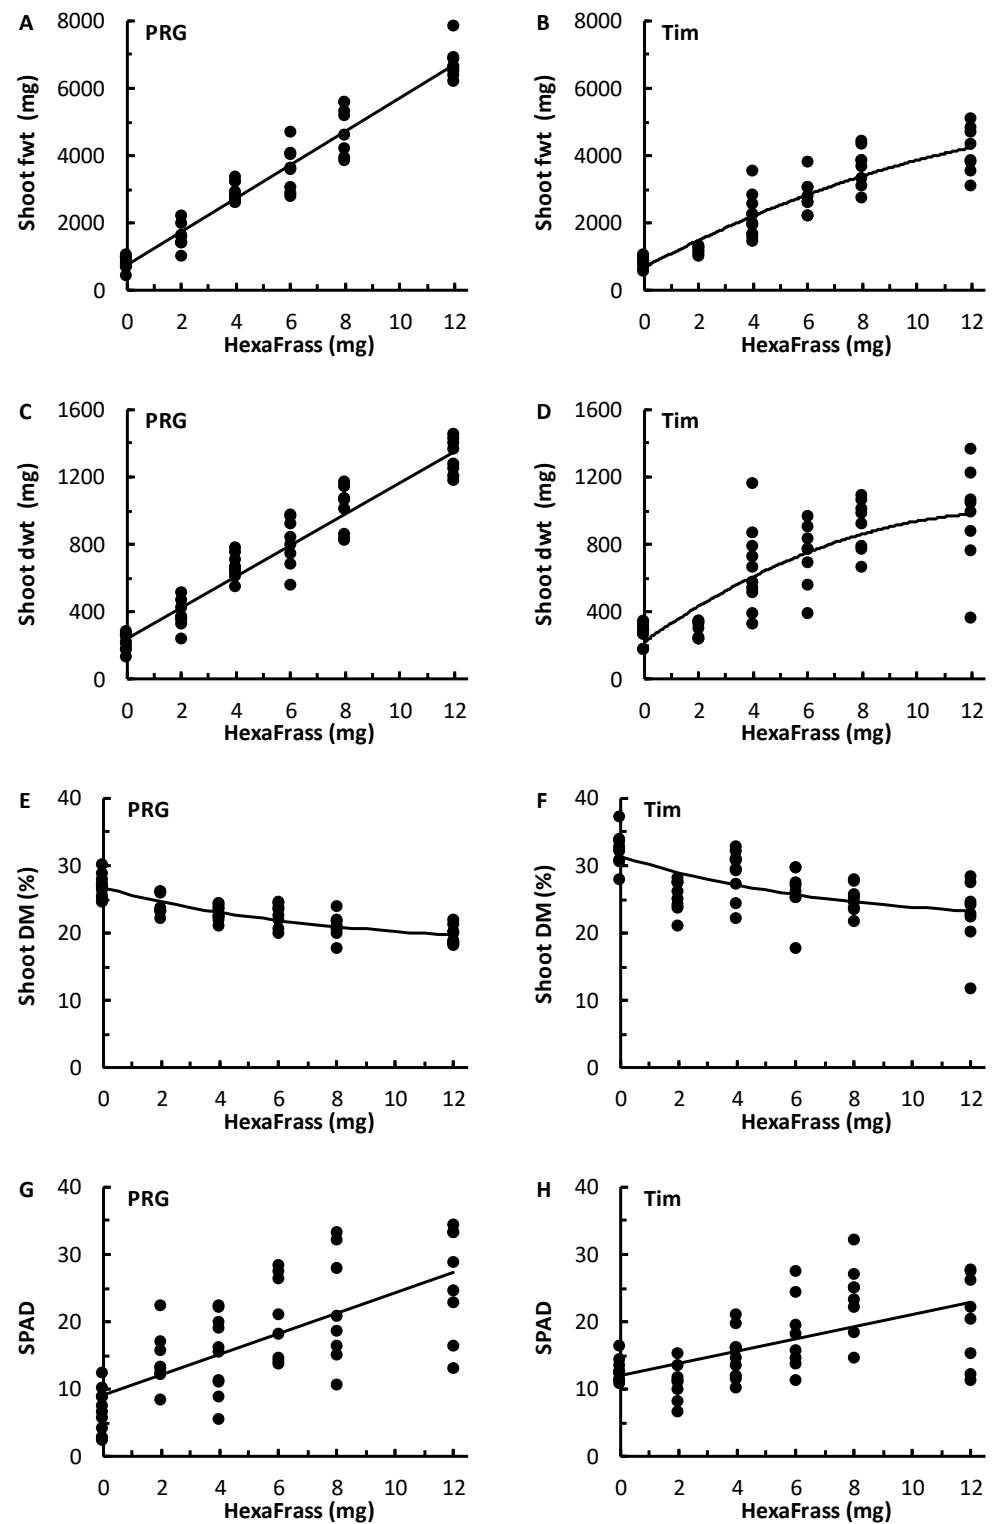 A PRG
Shoot fwt (mg)
8000
6000
4000
2000
0
0 2 4 6 8 10 12
HexaFrass (mg)
B Tim
Shoot fwt (mg)
8000
6000
4000
2000
0
0 2 4 6 8 10 12
HexaFrass (mg)
C PRG
Shoot dwt (mg)
1600
1200
800
400
0
0 2 4 6 8 10 12
HexaFrass (mg)
D Tim
Shoot dwt (mg)
1600
1200
800
400
0
0 2 4 6 8 10 12
HexaFrass (mg)
E PRG
Shoot DM (%)
40
30
20
10
0
0 2 4 6 8 10 12
HexaFrass (mg)
F Tim
Shoot DM (%)
40
30
20
10
0
0 2 4 6 8 10 12
HexaFrass (mg)
G PRG
SPAD
40
30
20
10
0
0 2 4 6 8 10 12
HexaFrass (mg)
H Tim
SPAD
40
30
20
10
0
0 2 4 6 8 10 12
HexaFrass (mg)